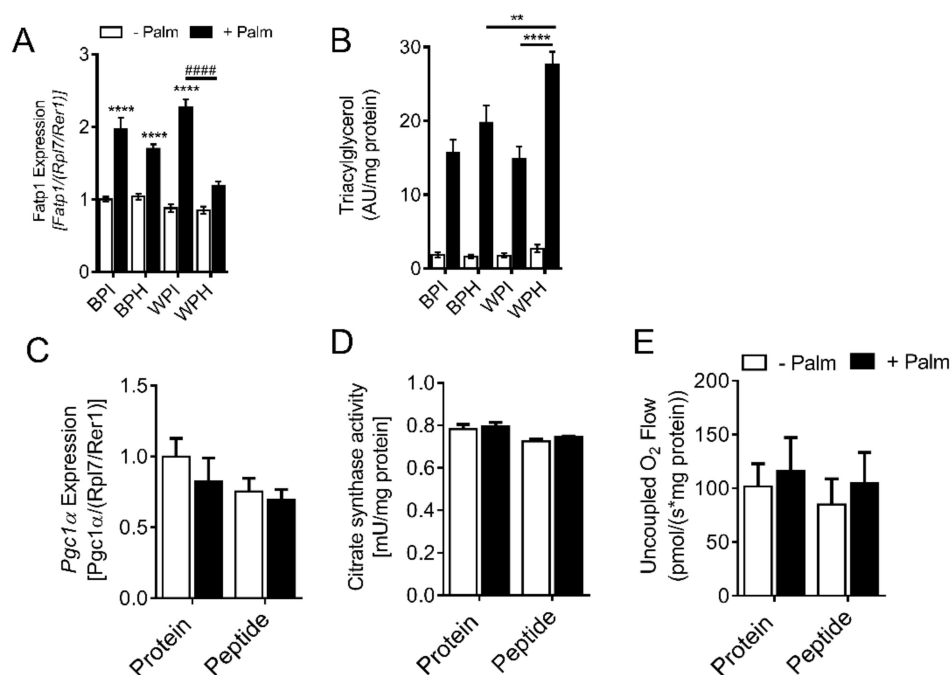 A
- Palm + Palm
Fatp1 Expression
[Fatp1/(Rpl7/Rer1)]
3
2
1
0
****
****
****
####
BPI
BPH
WPI
WPH
B
Triacylglycerol
(AU/mg protein)
30
20
10
0
**
****
BPI
BPH
WPI
WPH
C
Pgc1α Expression
[Pgc1α/(Rpl7/Rer1)]
1.5
1.0
0.5
0.0
Protein
Peptide
D
Citrate synthase activity
[mU/mg protein]
1.0
0.8
0.6
0.4
0.2
0.0
Protein
Peptide
E
- Palm + Palm
Uncoupled O₂ Flow
(pmol/(s*mg protein))
200
150
100
50
0
Protein
Peptide